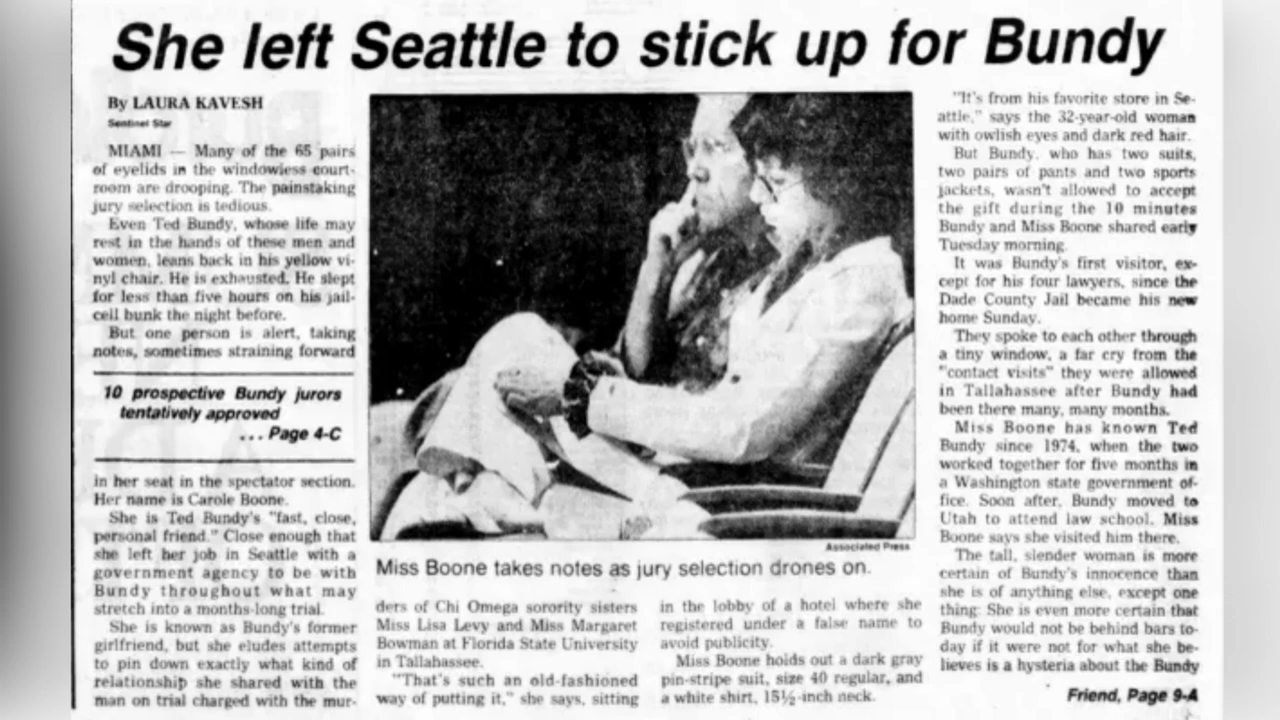 She left Seattle to stick up for Bundy
By LAURA KAVESH
Sentinel Star
MIAMI — Many of the 65 pairs
of eyelids in the windowless court-
room are drooping. The painstaking
jury selection is tedious.
Even Ted Bundy, whose life may
rest in the hands of these men and
women, leans back in his yellow vi-
nyl chair. He is exhausted. He slept
for less than five hours on his jail-
cell bunk the night before.
But one person is alert, taking
notes, sometimes straining forward
10 prospective Bundy jurors
tentatively approved
... Page 4-C
in her seat in the spectator section.
Her name is Carole Boone.
She is Ted Bundy's "fast, close,
personal friend." Close enough that
she left her job in Seattle with a
government agency to be with
Bundy throughout what may
stretch into a months-long trial.
She is known as Bundy's former
girlfriend, but she eludes attempts
to pin down exactly what kind of
relationship she shared with the
man on trial charged with the mur-
Associated Press
Miss Boone takes notes as jury selection drones on.
ders of Chi Omega sorority sisters
Miss Lisa Levy and Miss Margaret
Bowman at Florida State University
in Tallahassee.
"That's such an old-fashioned
way of putting it," she says, sitting
in the lobby of a hotel where she
registered under a false name to
avoid publicity.
Miss Boone holds out a dark gray
pin-stripe suit, size 40 regular, and
a white shirt, 15½-inch neck.
"It's from his favorite store in Se-
attle," says the 32-year-old woman
with owlish eyes and dark red hair.
But Bundy, who has two suits,
two pairs of pants and two sports
jackets, wasn't allowed to accept
the gift during the 10 minutes
Bundy and Miss Boone shared early
Tuesday morning.
It was Bundy's first visitor, ex-
cept for his four lawyers, since the
Dade County Jail became his new
home Sunday.
They spoke to each other through
a tiny window, a far cry from the
"contact visits" they were allowed
in Tallahassee after Bundy had
been there many, many months.
Miss Boone has known Ted
Bundy since 1974, when the two
worked together for five months in
a Washington state government of-
fice. Soon after, Bundy moved to
Utah to attend law school. Miss
Boone says she visited him there.
The tall, slender woman is more
certain of Bundy's innocence than
she is of anything else, except one
thing: She is even more certain that
Bundy would not be behind bars to-
day if it were not for what she be-
lieves is a hysteria about the Bundy
Friend, Page 9-A